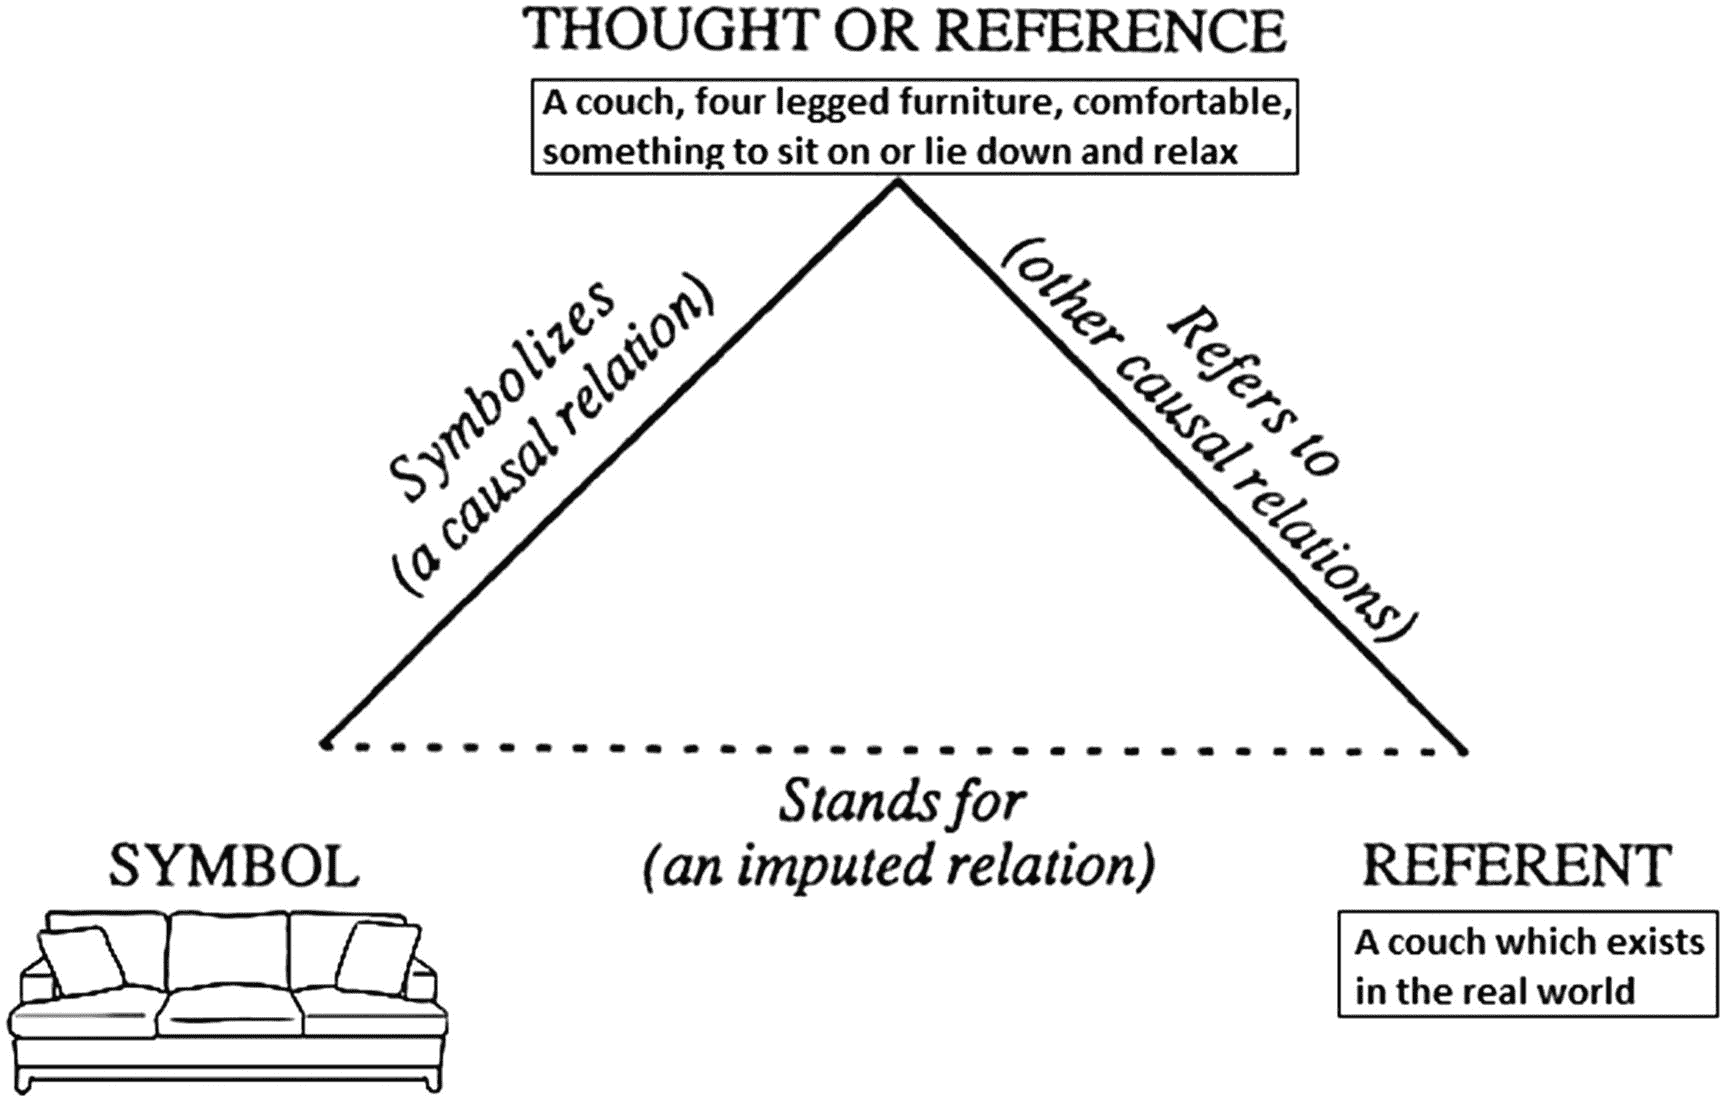 THOUGHT OR REFERENCE
A couch, four legged furniture, comfortable,
something to sit on or lie down and relax
Symbolizes
(a causal relation)
Refers to
(other causal relations)
Stands for
(an imputed relation)
SYMBOL
REFERENT
A couch which exists
in the real world